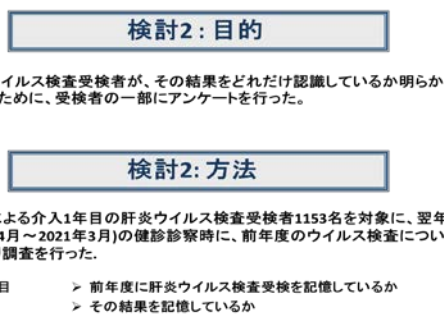 検討2：目的
イルス検査受検者が、その結果をどれだけ認識しているか明らか
ために、受検者の一部にアンケートを行った。
検討2: 方法
よる介入1年目の肝炎ウイルス検査受検者1153名を対象に、翌年
4月～2021年3月)の健診診察時に、前年度のウイルス検査につい
調査を行った.
目 ➢ 前年度に肝炎ウイルス検査受検を記憶しているか
➢ その結果を記憶しているか